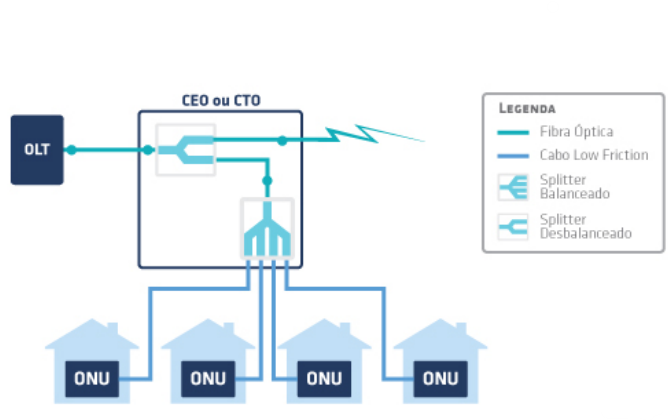 CEO ou CTO
OLT
LEGENDA
Fibra Óptica
Cabo Low Friction
Splitter
Balanceado
Splitter
Desbalanceado
ONU
ONU
ONU
ONU